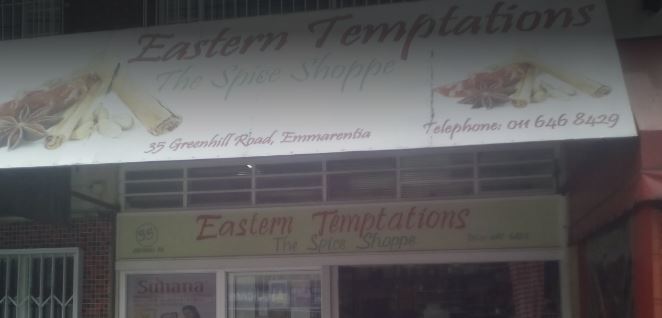 Eastern Temptations
The Spice Shoppe
35 Greenhill Road, Emmarentia
Telephone: 011 646 8429
Eastern Temptations
The Spice Shoppe
35
Suhana